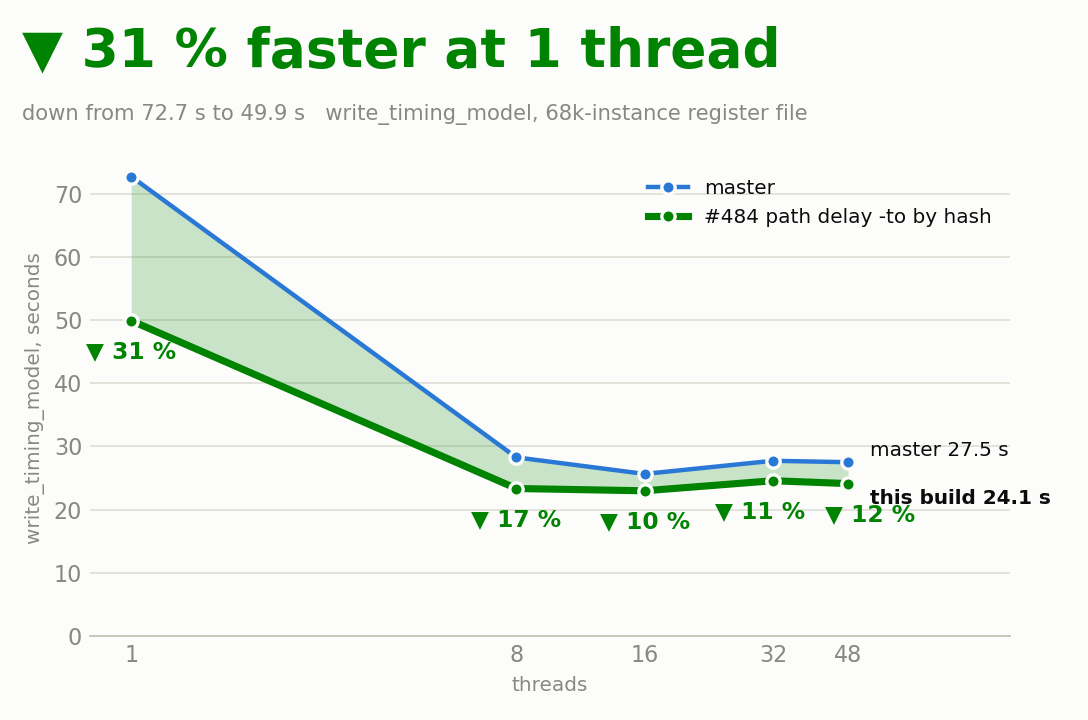 ▼ 31 % faster at 1 thread
down from 72.7 s to 49.9 s   write_timing_model, 68k-instance register file
master
#484 path delay -to by hash
write_timing_model, seconds
70
60
50
40
30
20
10
0
▼ 31 %
▼ 17 %
▼ 10 %
▼ 11 %
▼ 12 %
master 27.5 s
this build 24.1 s
1 8 16 32 48
threads